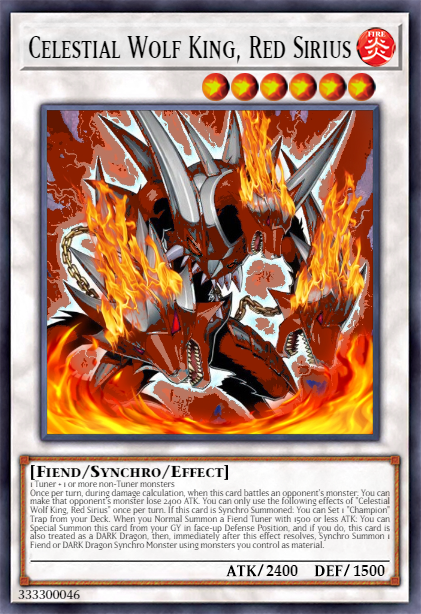 Celestial Wolf King, Red Sirius
FIRE
炎
[Fiend/Synchro/Effect]
1 Tuner + 1 or more non-Tuner monsters
Once per turn, during damage calculation, when this card battles an opponent's monster: You can
make that opponent's monster lose 2400 ATK. You can only use the following effects of "Celestial
Wolf King, Red Sirius" once per turn. If this card is Synchro Summoned: You can Set 1 "Champion"
Trap from your Deck. When you Normal Summon a Fiend Tuner with 1500 or less ATK: You can
Special Summon this card from your GY in face-up Defense Position, and if you do, this card is
also treated as a DARK Dragon, then, immediately after this effect resolves, Synchro Summon 1
Fiend or DARK Dragon Synchro Monster using monsters you control as material.
ATK/2400 DEF/1500
333300046